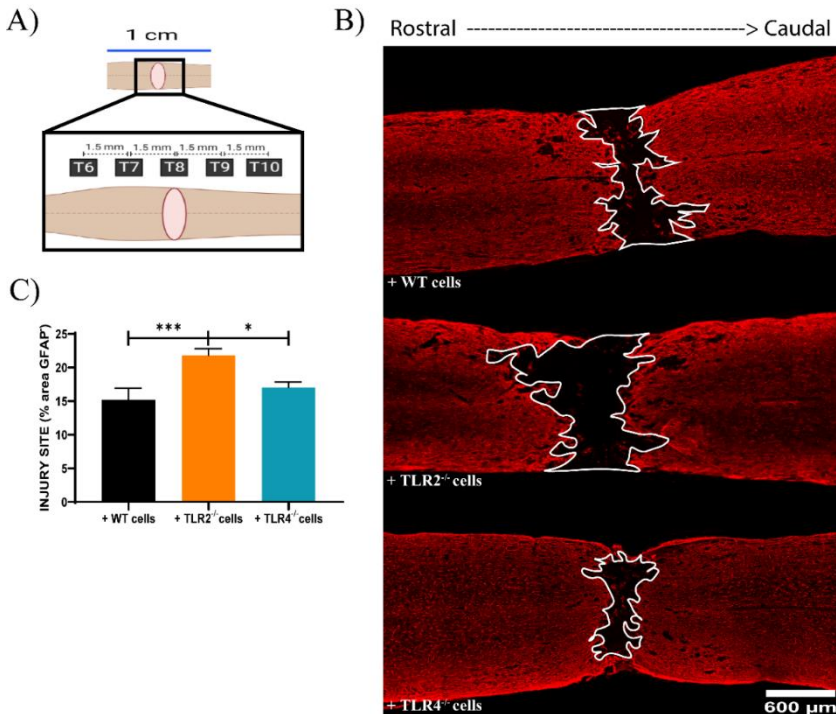 A)
1 cm
1.5 mm 1.5 mm 1.5 mm 1.5 mm
T6 T7 T8 T9 T10
B)
Rostral ---------------------------------> Caudal
+ WT cells
+ TLR2-/- cells
+ TLR4-/- cells
600 µm
C)
INJURY SITE (% area GFAP-)
25
20
15
10
5
0
*** *
+ WT cells + TLR2-/- cells + TLR4-/- cells